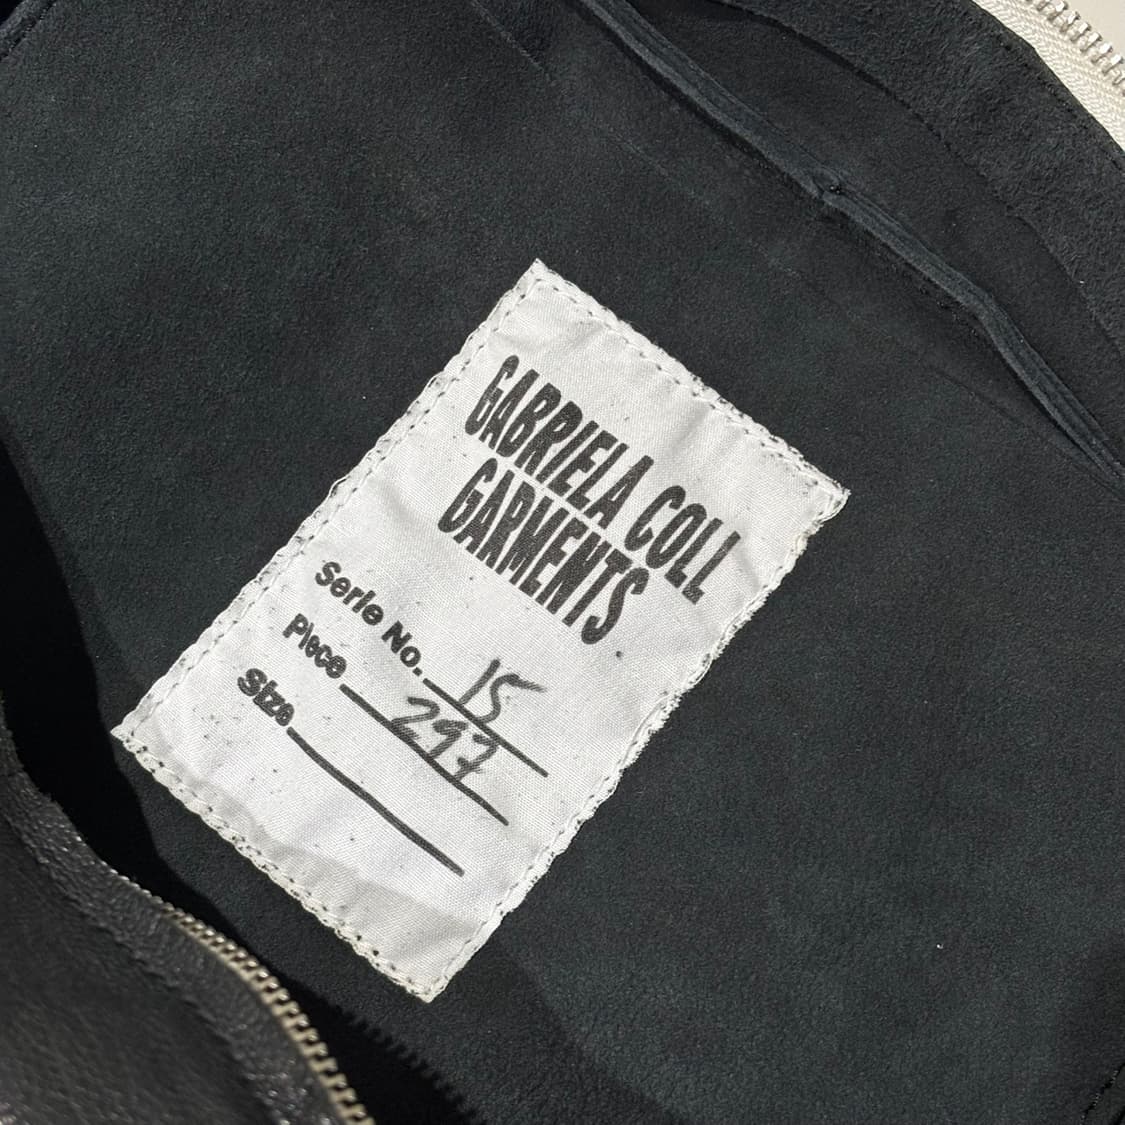 GABRIELA COLL
GARMENTS
Serie No. 15
Piece 297
Size